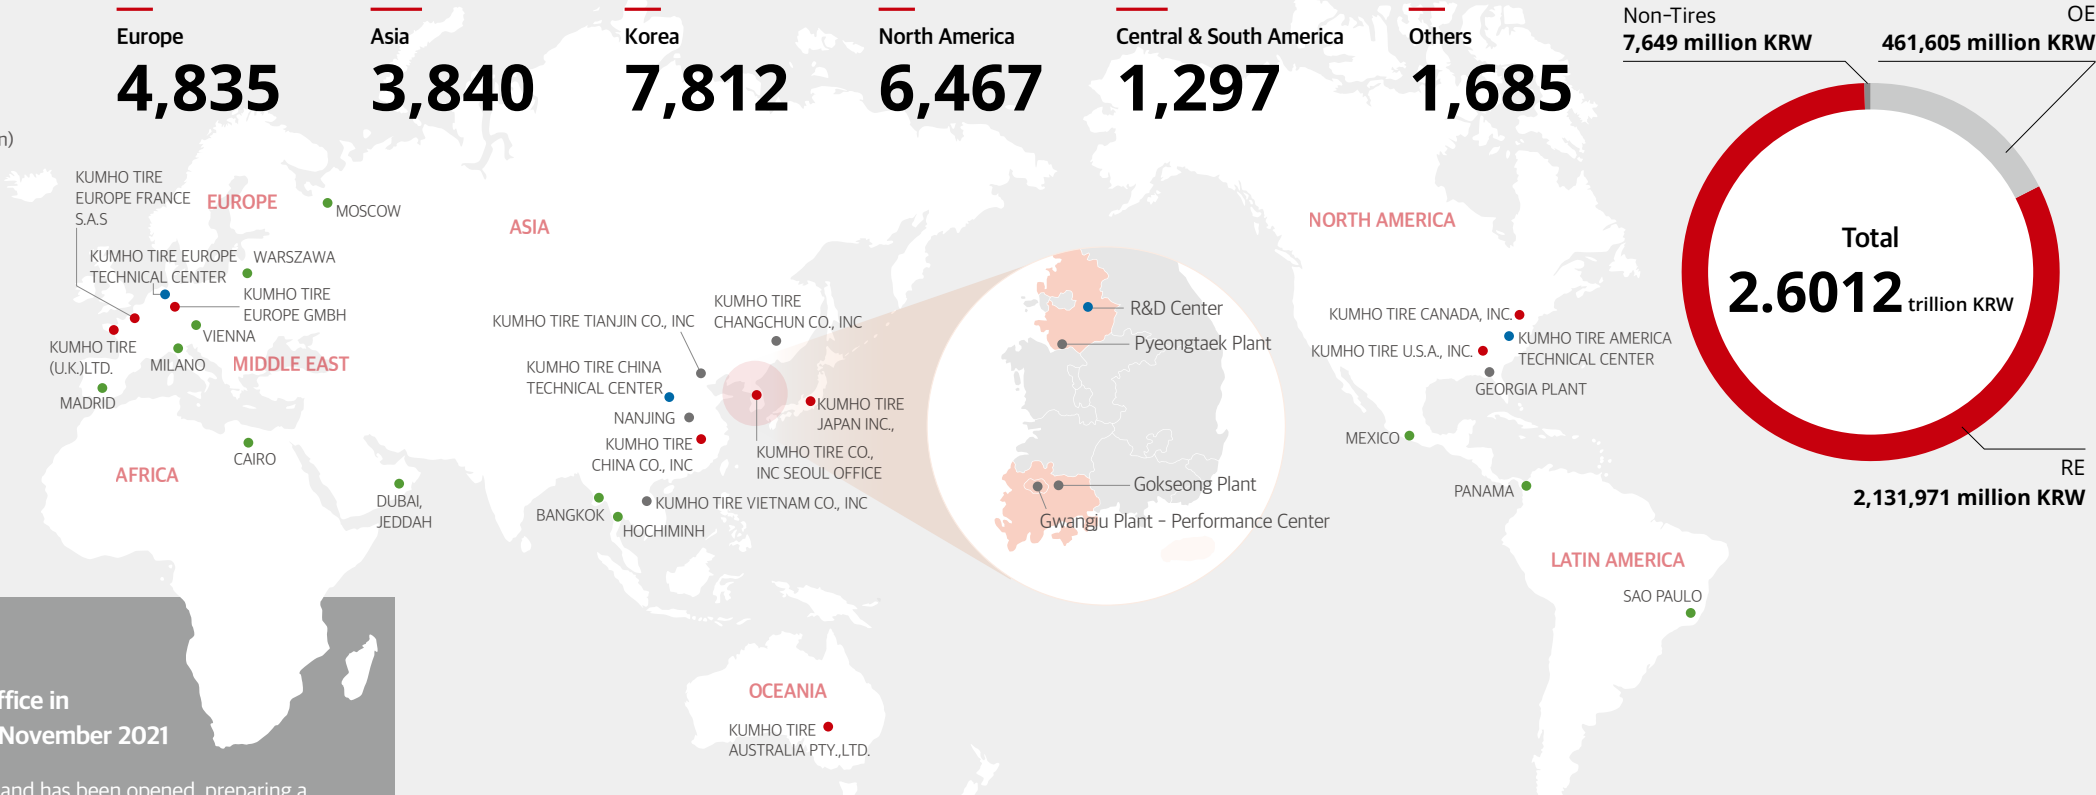 Europe
4,835
Asia
3,840
Korea
7,812
North America
6,467
Central & South America
1,297
Others
1,685
Non-Tires
7,649 million KRW
OE
461,605 million KRW
Total
2.6012 trillion KRW
RE
2,131,971 million KRW
n)
KUMHO TIRE
EUROPE FRANCE
S.A.S
EUROPE
MOSCOW
KUMHO TIRE EUROPE
TECHNICAL CENTER
WARSZAWA
KUMHO TIRE
EUROPE GMBH
VIENNA
KUMHO TIRE
(U.K.)LTD.
MILANO
MIDDLE EAST
MADRID
CAIRO
AFRICA
DUBAI,
JEDDAH
ASIA
KUMHO TIRE TIANJIN CO., INC
KUMHO TIRE
CHANGCHUN CO., INC
KUMHO TIRE CHINA
TECHNICAL CENTER
NANJING
KUMHO TIRE
CHINA CO., INC
KUMHO TIRE
JAPAN INC.,
KUMHO TIRE CO.,
INC SEOUL OFFICE
BANGKOK
KUMHO TIRE VIETNAM CO., INC
HOCHIMINH
R&D Center
Pyeongtaek Plant
Gokseong Plant
Gwangju Plant - Performance Center
OCEANIA
KUMHO TIRE
AUSTRALIA PTY.,LTD.
NORTH AMERICA
KUMHO TIRE CANADA, INC.
KUMHO TIRE AMERICA
TECHNICAL CENTER
KUMHO TIRE U.S.A., INC.
GEORGIA PLANT
MEXICO
PANAMA
LATIN AMERICA
SAO PAULO
ffice in
November 2021
and has been opened, preparing a